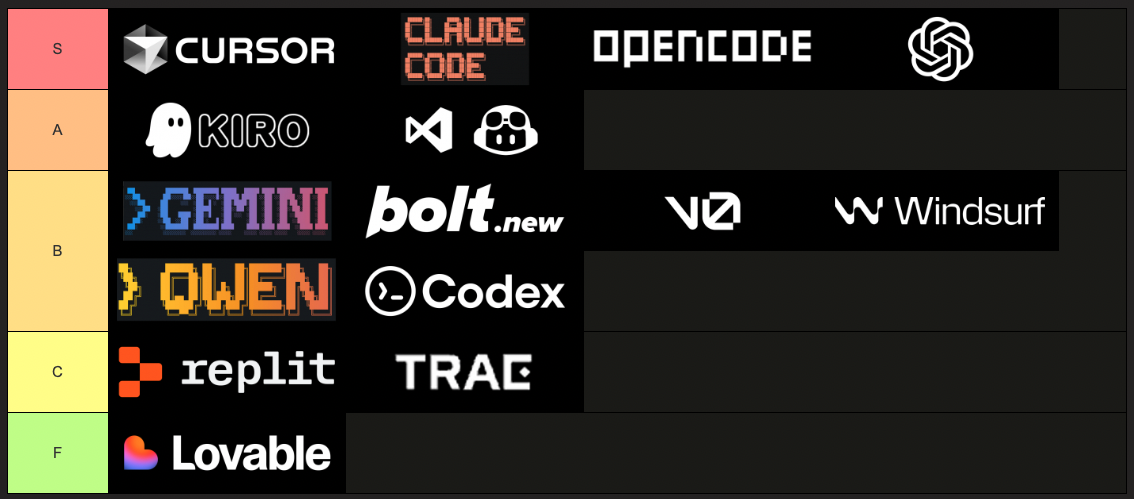 S
CURSOR
CLAUDE
CODE
OPENCODE
A
KIRO
B
>GEMINI
bolt.new
v0
Windsurf
>QWEN
Codex
C
replit
TRAE
F
Lovable